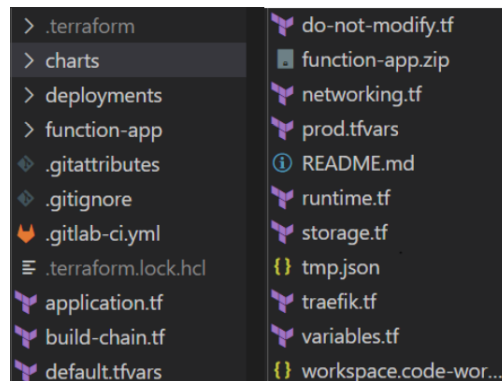 .terraform
charts
deployments
function-app
.gitattributes
.gitignore
.gitlab-ci.yml
.terraform.lock.hcl
application.tf
build-chain.tf
default.tfvars
do-not-modify.tf
function-app.zip
networking.tf
prod.tfvars
README.md
runtime.tf
storage.tf
tmp.json
traefik.tf
variables.tf
workspace.code-wor...